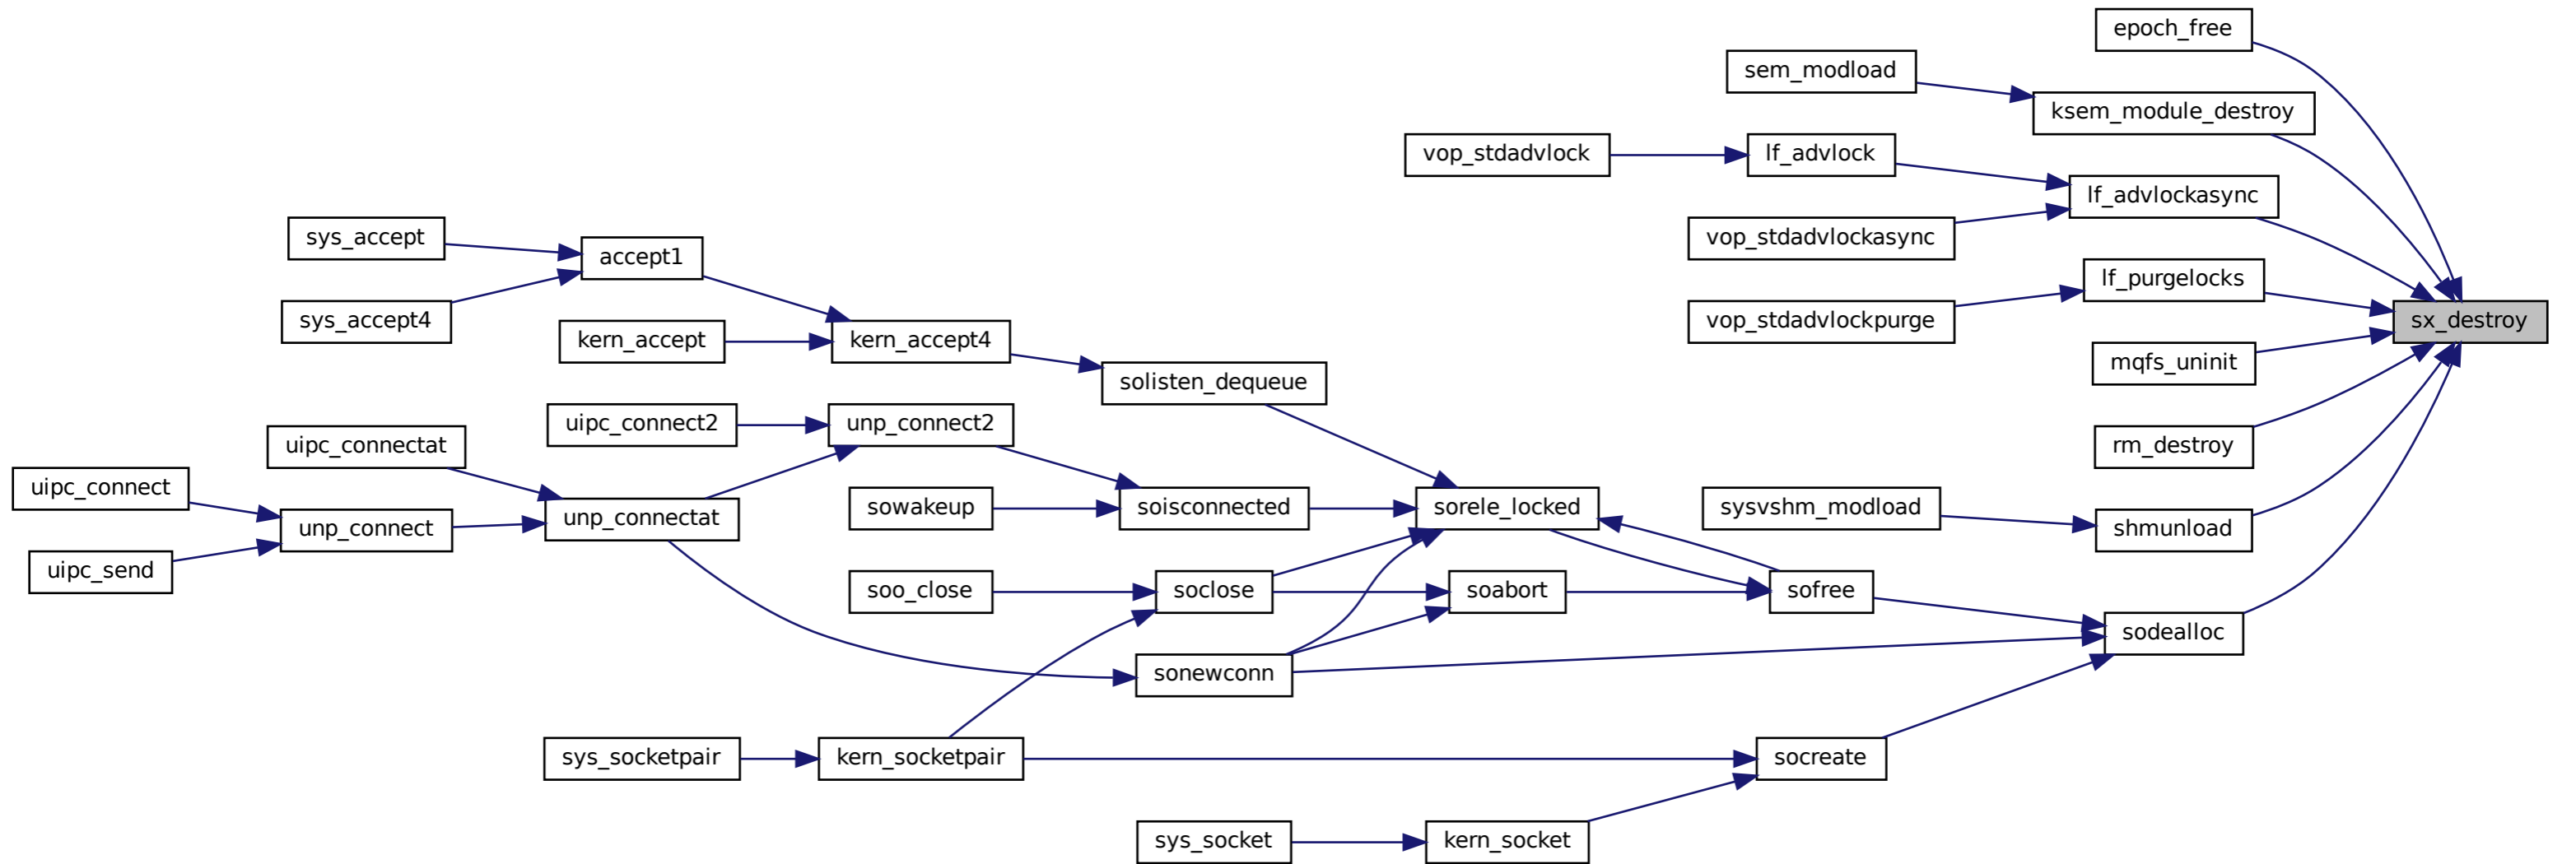 epoch_free
sem_modload
ksem_module_destroy
vop_stdadvlock
lf_advlock
lf_advlockasync
vop_stdadvlockasync
sys_accept
accept1
lf_purgelocks
sys_accept4
vop_stdadvlockpurge
sx_destroy
kern_accept
kern_accept4
mqfs_uninit
solisten_dequeue
uipc_connect2
unp_connect2
uipc_connectat
rm_destroy
uipc_connect
sowakeup
soisconnected
sorele_locked
sysvshm_modload
unp_connect
unp_connectat
shmunload
uipc_send
soo_close
soclose
soabort
sofree
sodealloc
sonewconn
sys_socketpair
kern_socketpair
socreate
sys_socket
kern_socket